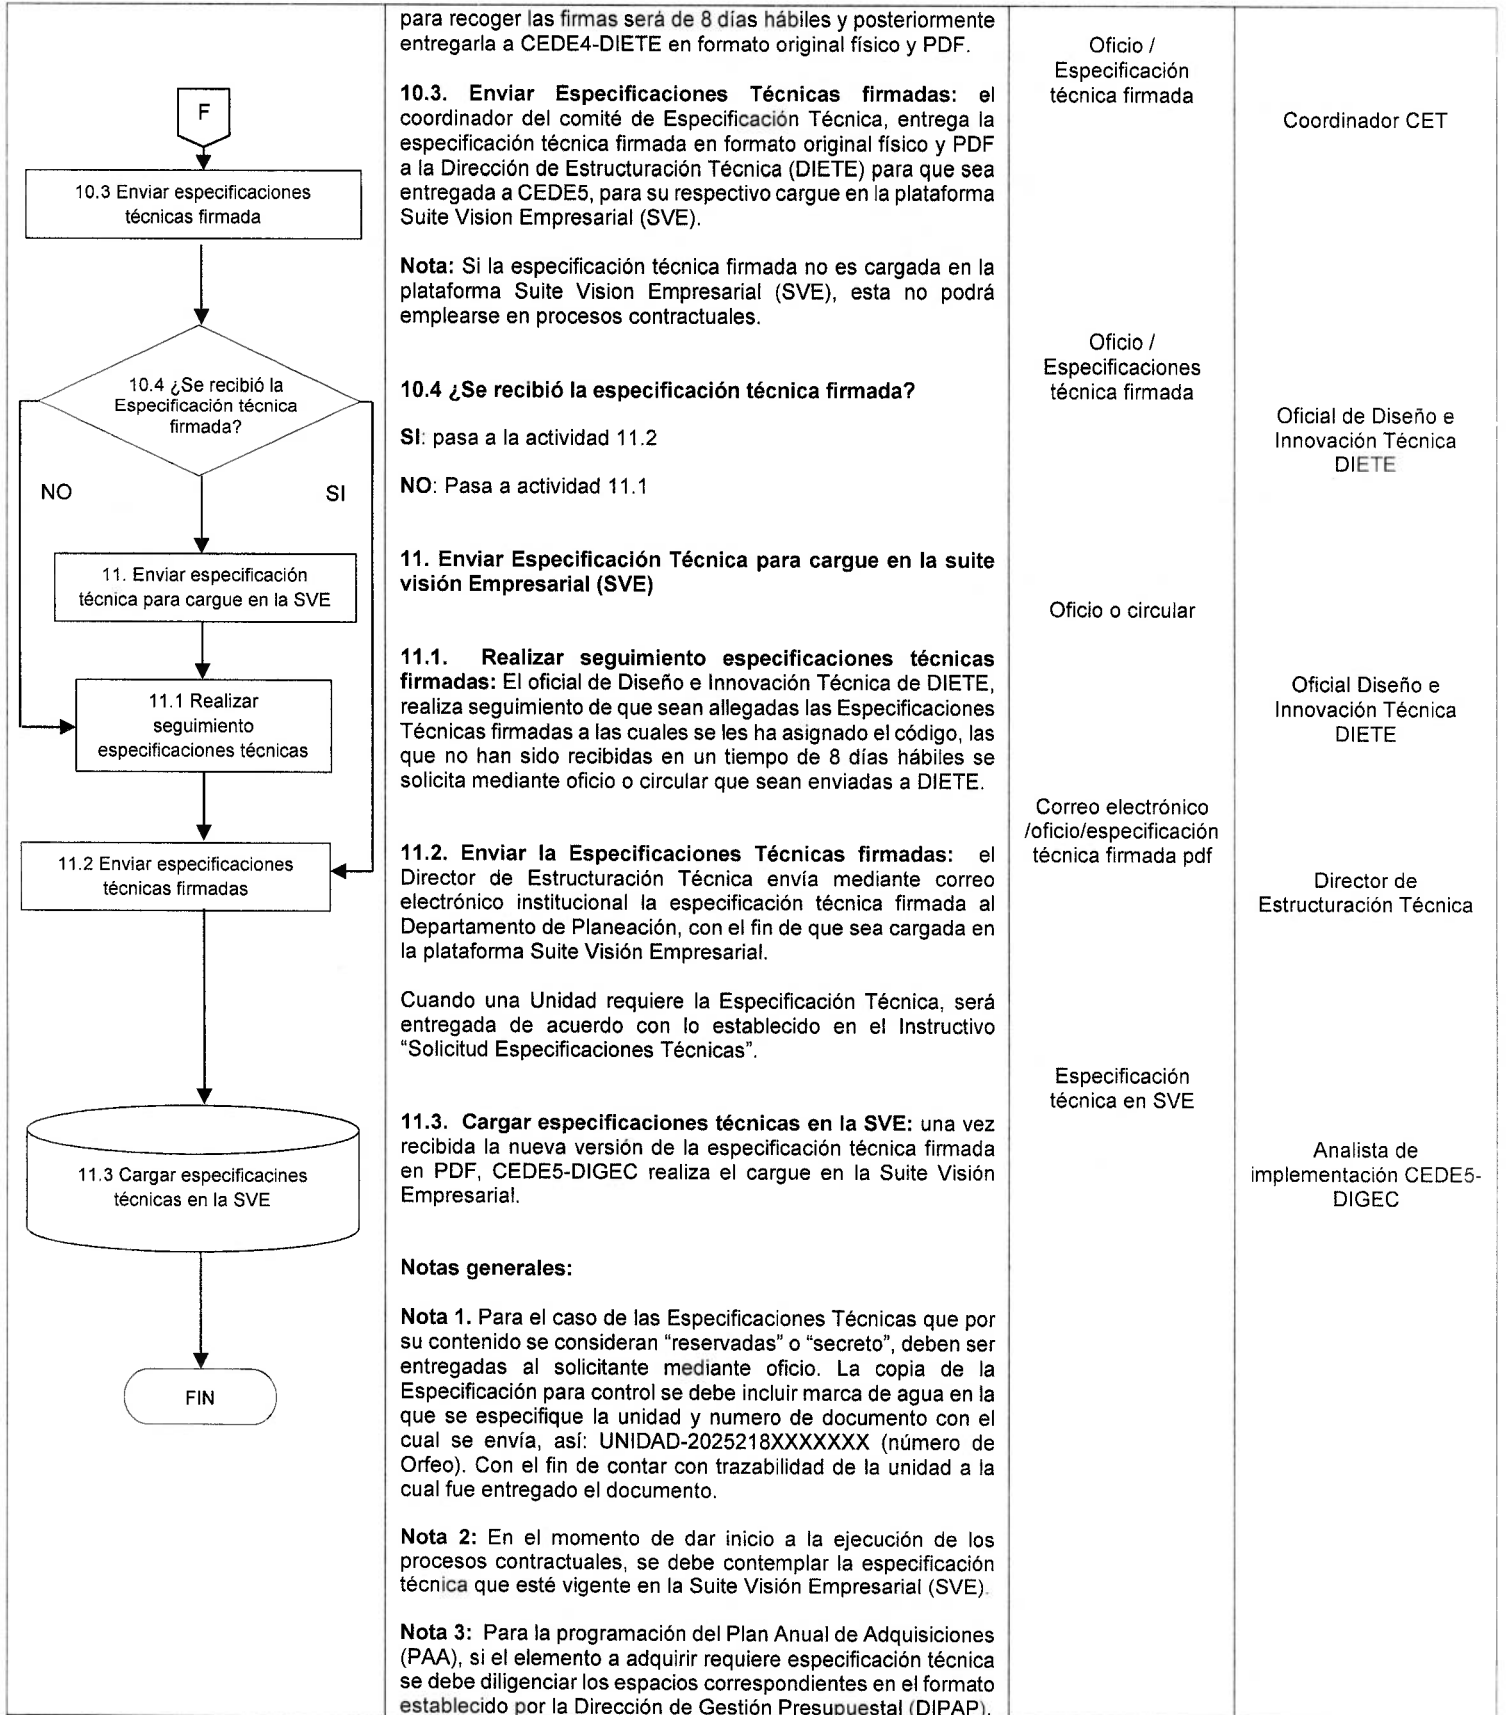 F
10.3 Enviar especificaciones
técnicas firmada
10.4 ¿Se recibió la
Especificación técnica
firmada?
NO
SI
11. Enviar especificación
técnica para cargue en la SVE
11.1 Realizar
seguimiento
especificaciones técnicas
11.2 Enviar especificaciones
técnicas firmadas
11.3 Cargar especificacines
técnicas en la SVE
FIN
para recoger las firmas será de 8 días hábiles y posteriormente
entregarla a CEDE4-DIETE en formato original físico y PDF.
10.3. Enviar Especificaciones Técnicas firmadas: el
coordinador del comité de Especificación Técnica, entrega la
especificación técnica firmada en formato original físico y PDF
a la Dirección de Estructuración Técnica (DIETE) para que sea
entregada a CEDE5, para su respectivo cargue en la plataforma
Suite Vision Empresarial (SVE).
Nota: Si la especificación técnica firmada no es cargada en la
plataforma Suite Vision Empresarial (SVE), esta no podrá
emplearse en procesos contractuales.
10.4 ¿Se recibió la especificación técnica firmada?
SI: pasa a la actividad 11.2
NO: Pasa a actividad 11.1
11. Enviar Especificación Técnica para cargue en la suite
visión Empresarial (SVE)
11.1. Realizar seguimiento especificaciones técnicas
firmadas: El oficial de Diseño e Innovación Técnica de DIETE,
realiza seguimiento de que sean allegadas las Especificaciones
Técnicas firmadas a las cuales se les ha asignado el código, las
que no han sido recibidas en un tiempo de 8 días hábiles se
solicita mediante oficio o circular que sean enviadas a DIETE.
11.2. Enviar la Especificaciones Técnicas firmadas: el
Director de Estructuración Técnica envía mediante correo
electrónico institucional la especificación técnica firmada al
Departamento de Planeación, con el fin de que sea cargada en
la plataforma Suite Visión Empresarial.
Cuando una Unidad requiere la Especificación Técnica, será
entregada de acuerdo con lo establecido en el Instructivo
“Solicitud Especificaciones Técnicas”.
11.3. Cargar especificaciones técnicas en la SVE: una vez
recibida la nueva versión de la especificación técnica firmada
en PDF, CEDE5-DIGEC realiza el cargue en la Suite Visión
Empresarial.
Notas generales:
Nota 1. Para el caso de las Especificaciones Técnicas que por
su contenido se consideran “reservadas” o “secreto”, deben ser
entregadas al solicitante mediante oficio. La copia de la
Especificación para control se debe incluir marca de agua en la
que se especifique la unidad y numero de documento con el
cual se envía, así: UNIDAD-2025218XXXXXXX (número de
Orfeo). Con el fin de contar con trazabilidad de la unidad a la
cual fue entregado el documento.
Nota 2: En el momento de dar inicio a la ejecución de los
procesos contractuales, se debe contemplar la especificación
técnica que esté vigente en la Suite Visión Empresarial (SVE).
Nota 3: Para la programación del Plan Anual de Adquisiciones
(PAA), si el elemento a adquirir requiere especificación técnica
se debe diligenciar los espacios correspondientes en el formato
establecido por la Dirección de Gestión Presupuestal (DIPAP).
Oficio /
Especificación
técnica firmada
Oficio /
Especificaciones
técnica firmada
Oficio o circular
Correo electrónico
/oficio/especificación
técnica firmada pdf
Especificación
técnica en SVE
Coordinador CET
Oficial de Diseño e
Innovación Técnica
DIETE
Oficial Diseño e
Innovación Técnica
DIETE
Director de
Estructuración Técnica
Analista de
implementación CEDE5-
DIGEC